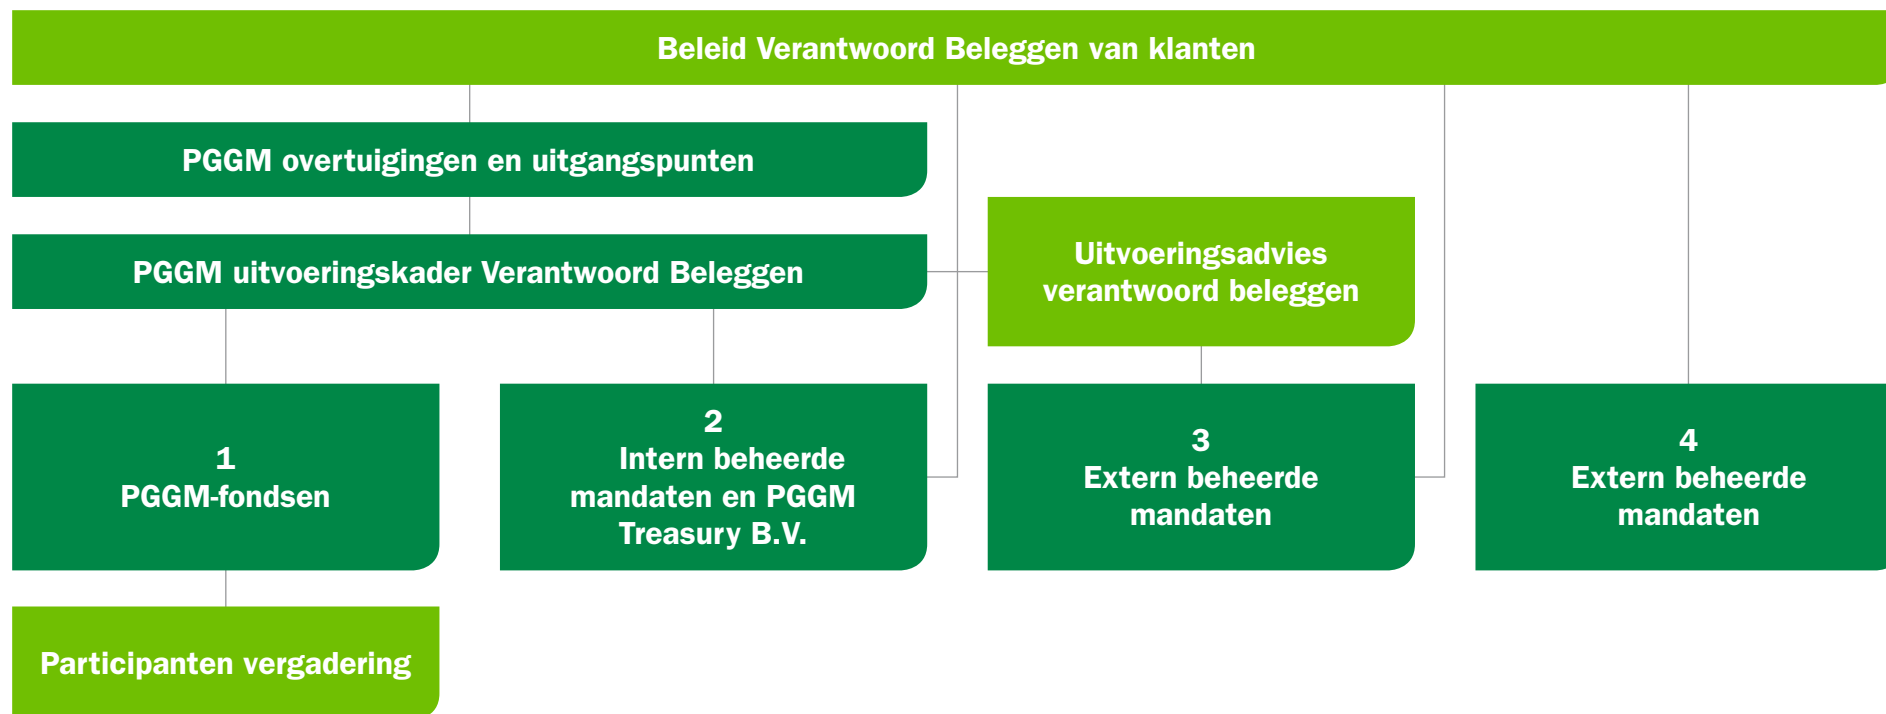 Beleid Verantwoord Beleggen van klanten
PGGM overtuigingen en uitgangspunten
PGGM uitvoeringskader Verantwoord Beleggen
Uitvoeringsadvies
verantwoord beleggen
1
PGGM-fondsen
2
Intern beheerde
mandaten en PGGM
Treasury B.V.
3
Extern beheerde
mandaten
4
Extern beheerde
mandaten
Participanten vergadering